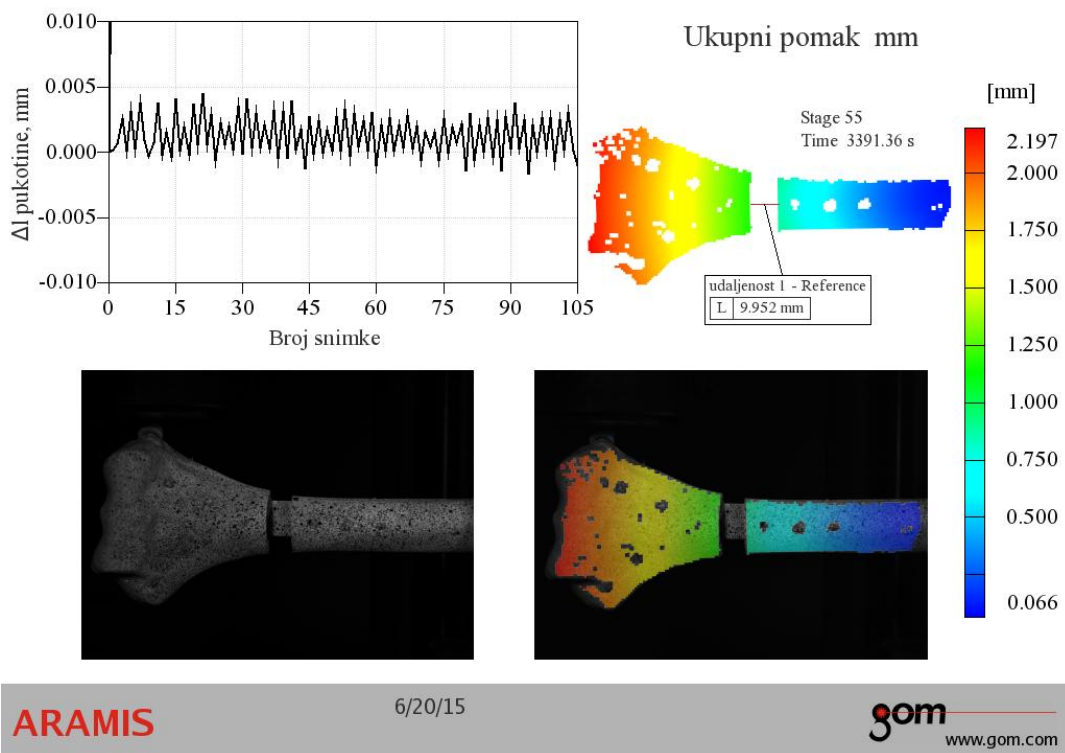 Ukupni pomak mm
0.010
0.005
0.000
-0.005
-0.010
Δl pukotine, mm
0 15 30 45 60 75 90 105
Broj snimke
Stage 55
Time 3391.36 s
udaljenost 1 - Reference
L 9.952 mm
[mm]
2.197
2.000
1.750
1.500
1.250
1.000
0.750
0.500
0.066
ARAMIS
6/20/15
gom
www.gom.com